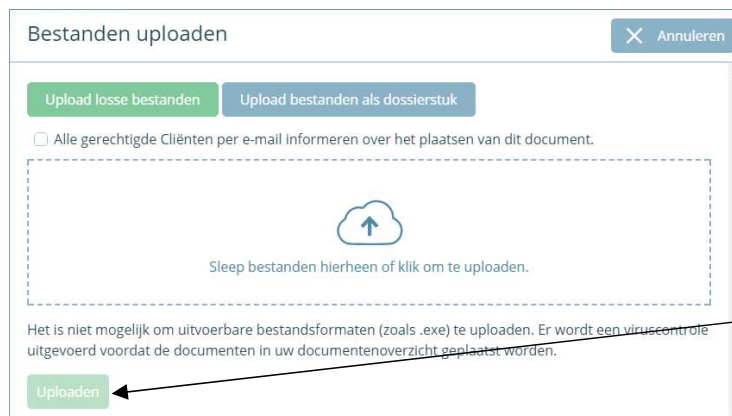 Bestanden uploaden
Annuleren
Upload losse bestanden
Upload bestanden als dossierstuk
Alle gerechtigde Cliënten per e-mail informeren over het plaatsen van dit document.
Sleep bestanden hierheen of klik om te uploaden.
Het is niet mogelijk om uitvoerbare bestandsformaten (zoals .exe) te uploaden. Er wordt een viruscontrole
uitgevoerd voordat de documenten in uw documentenoverzicht geplaatst worden.
Uploaden